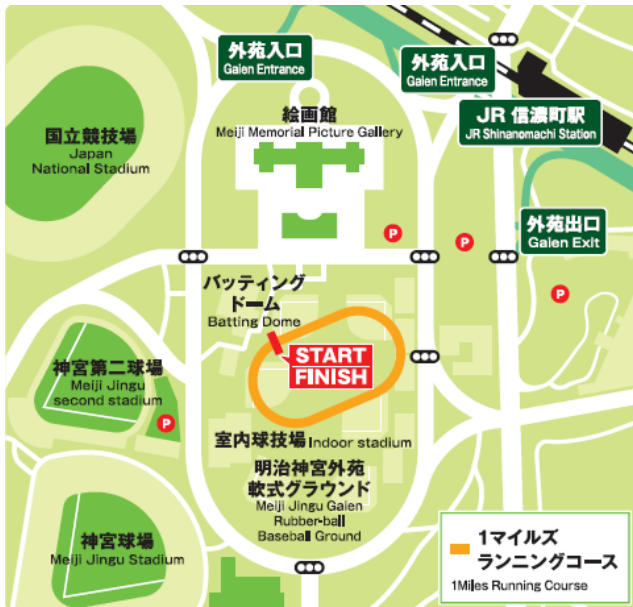 外苑入口
Gaien Entrance
外苑入口
Gaien Entrance
JR 信濃町駅
JR Shinanomachi Station
絵画館
Meiji Memorial Picture Gallery
国立競技場
Japan
National Stadium
外苑出口
Gaien Exit
P
P
P
バッティング
ドーム
Batting Dome
START
FINISH
神宮第二球場
Meiji Jingu
second stadium
P
室内球技場 Indoor stadium
明治神宮外苑
軟式グラウンド
Meiji Jingu Gaien
Rubber-ball
Baseball Ground
神宮球場
Meiji Jingu Stadium
1マイルズ
ランニングコース
1Miles Running Course